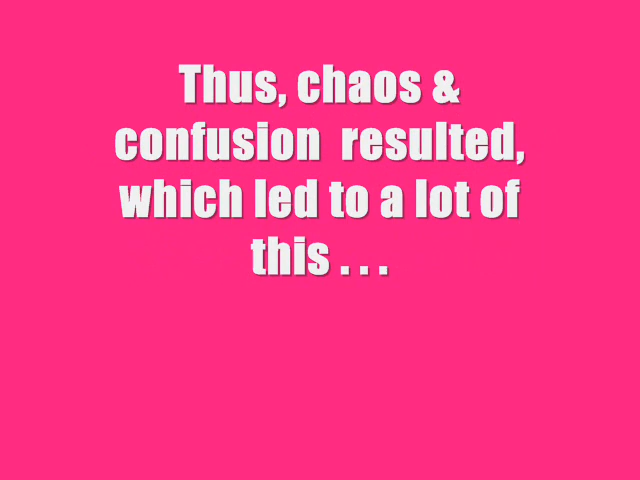 Thus, chaos &
confusion  resulted,
which led to a lot of
this . . .